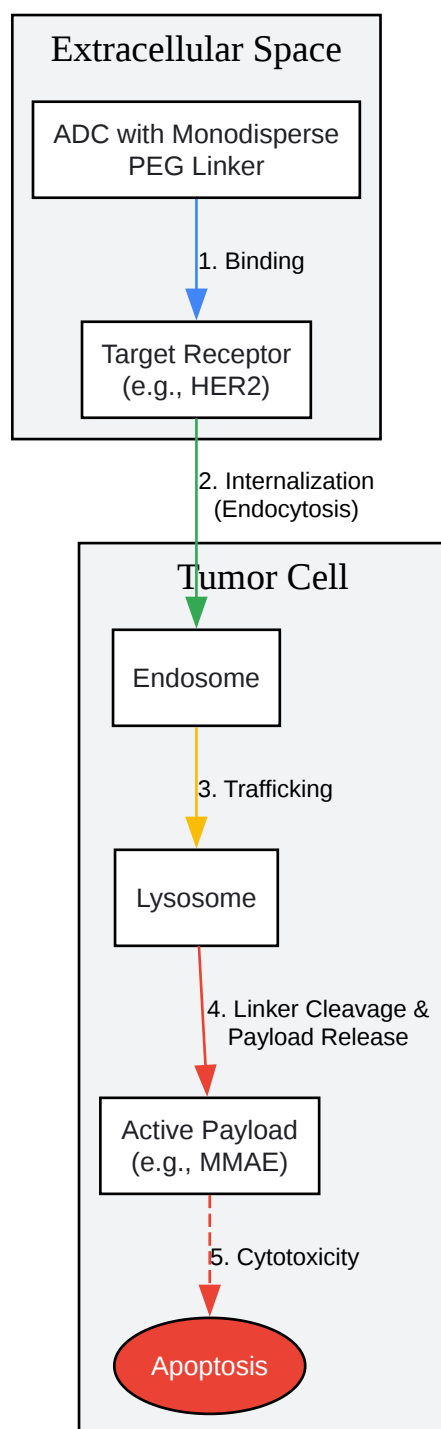 Extracellular Space
ADC with Monodisperse
PEG Linker
1. Binding
Target Receptor
(e.g., HER2)
2. Internalization
(Endocytosis)
Tumor Cell
Endosome
3. Trafficking
Lysosome
4. Linker Cleavage &
Payload Release
Active Payload
(e.g., MMAE)
5. Cytotoxicity
Apoptosis